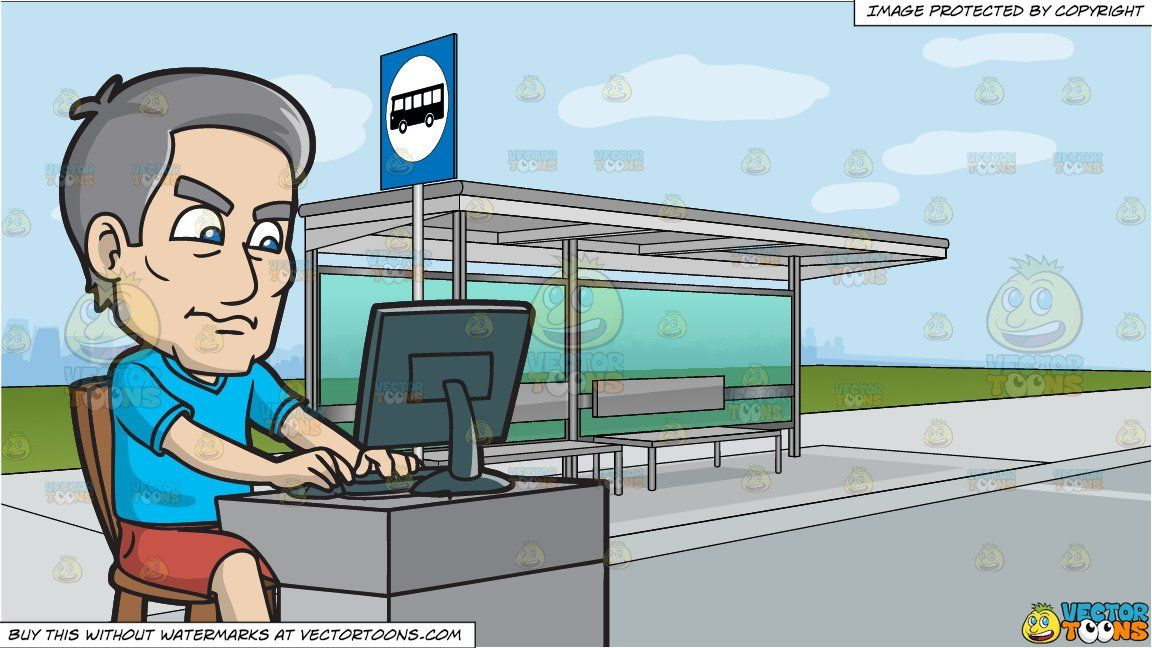 IMAGE PROTECTED BY COPYRIGHT
BUY THIS WITHOUT WATERMARKS AT VECTORTOONS.COM
VECTOR
TOONS